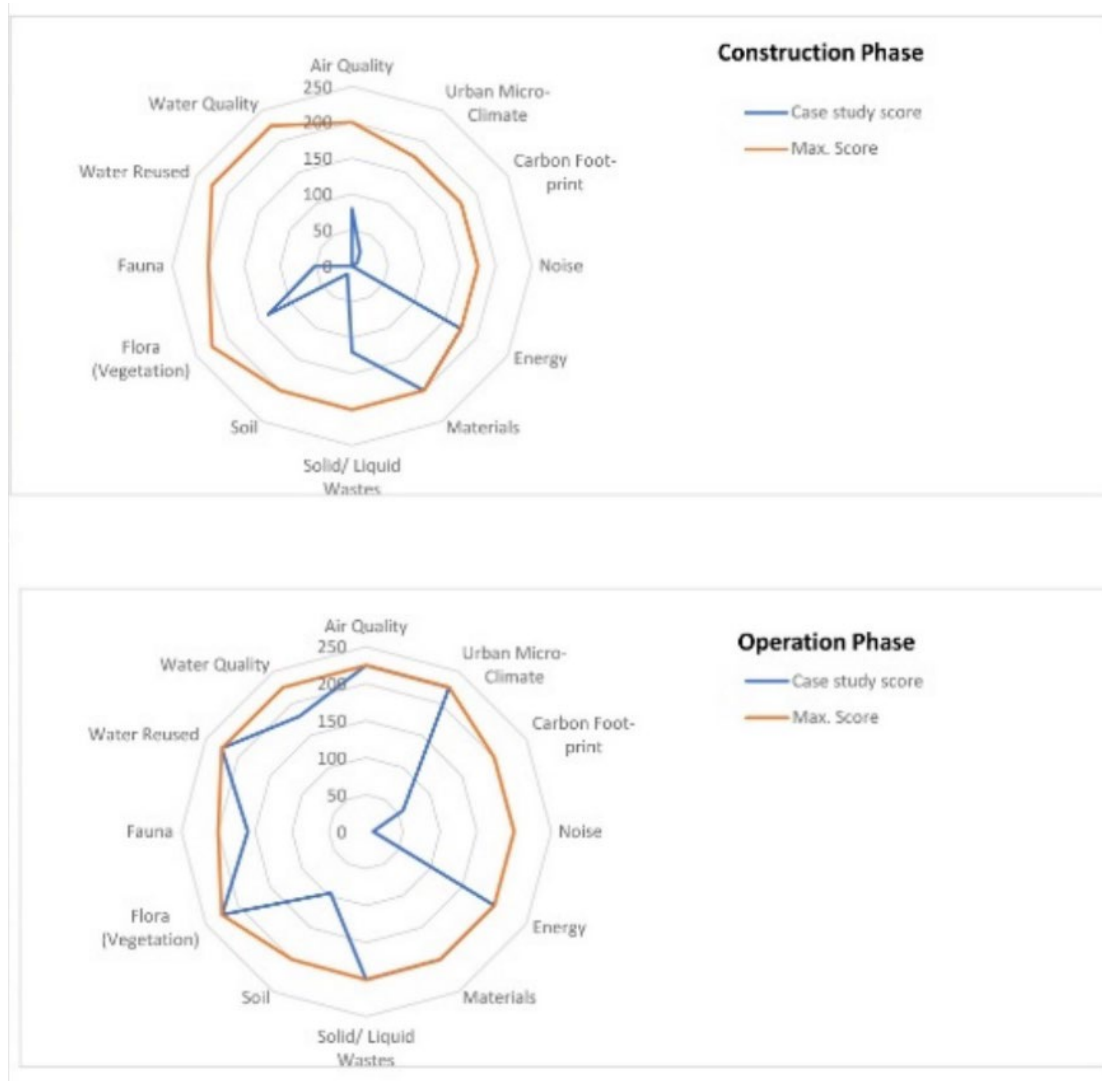 Construction Phase
Case study score
Max. Score
Air Quality
250
200
150
100
50
0
Urban Micro-
Climate
Carbon Foot-
print
Noise
Energy
Materials
Solid/ Liquid
Wastes
Soil
Flora
(Vegetation)
Fauna
Water Reused
Water Quality
Operation Phase
Case study score
Max. Score
Air Quality
250
200
150
100
50
0
Urban Micro-
Climate
Carbon Foot-
print
Noise
Energy
Materials
Solid/ Liquid
Wastes
Soil
Flora
(Vegetation)
Fauna
Water Reused
Water Quality